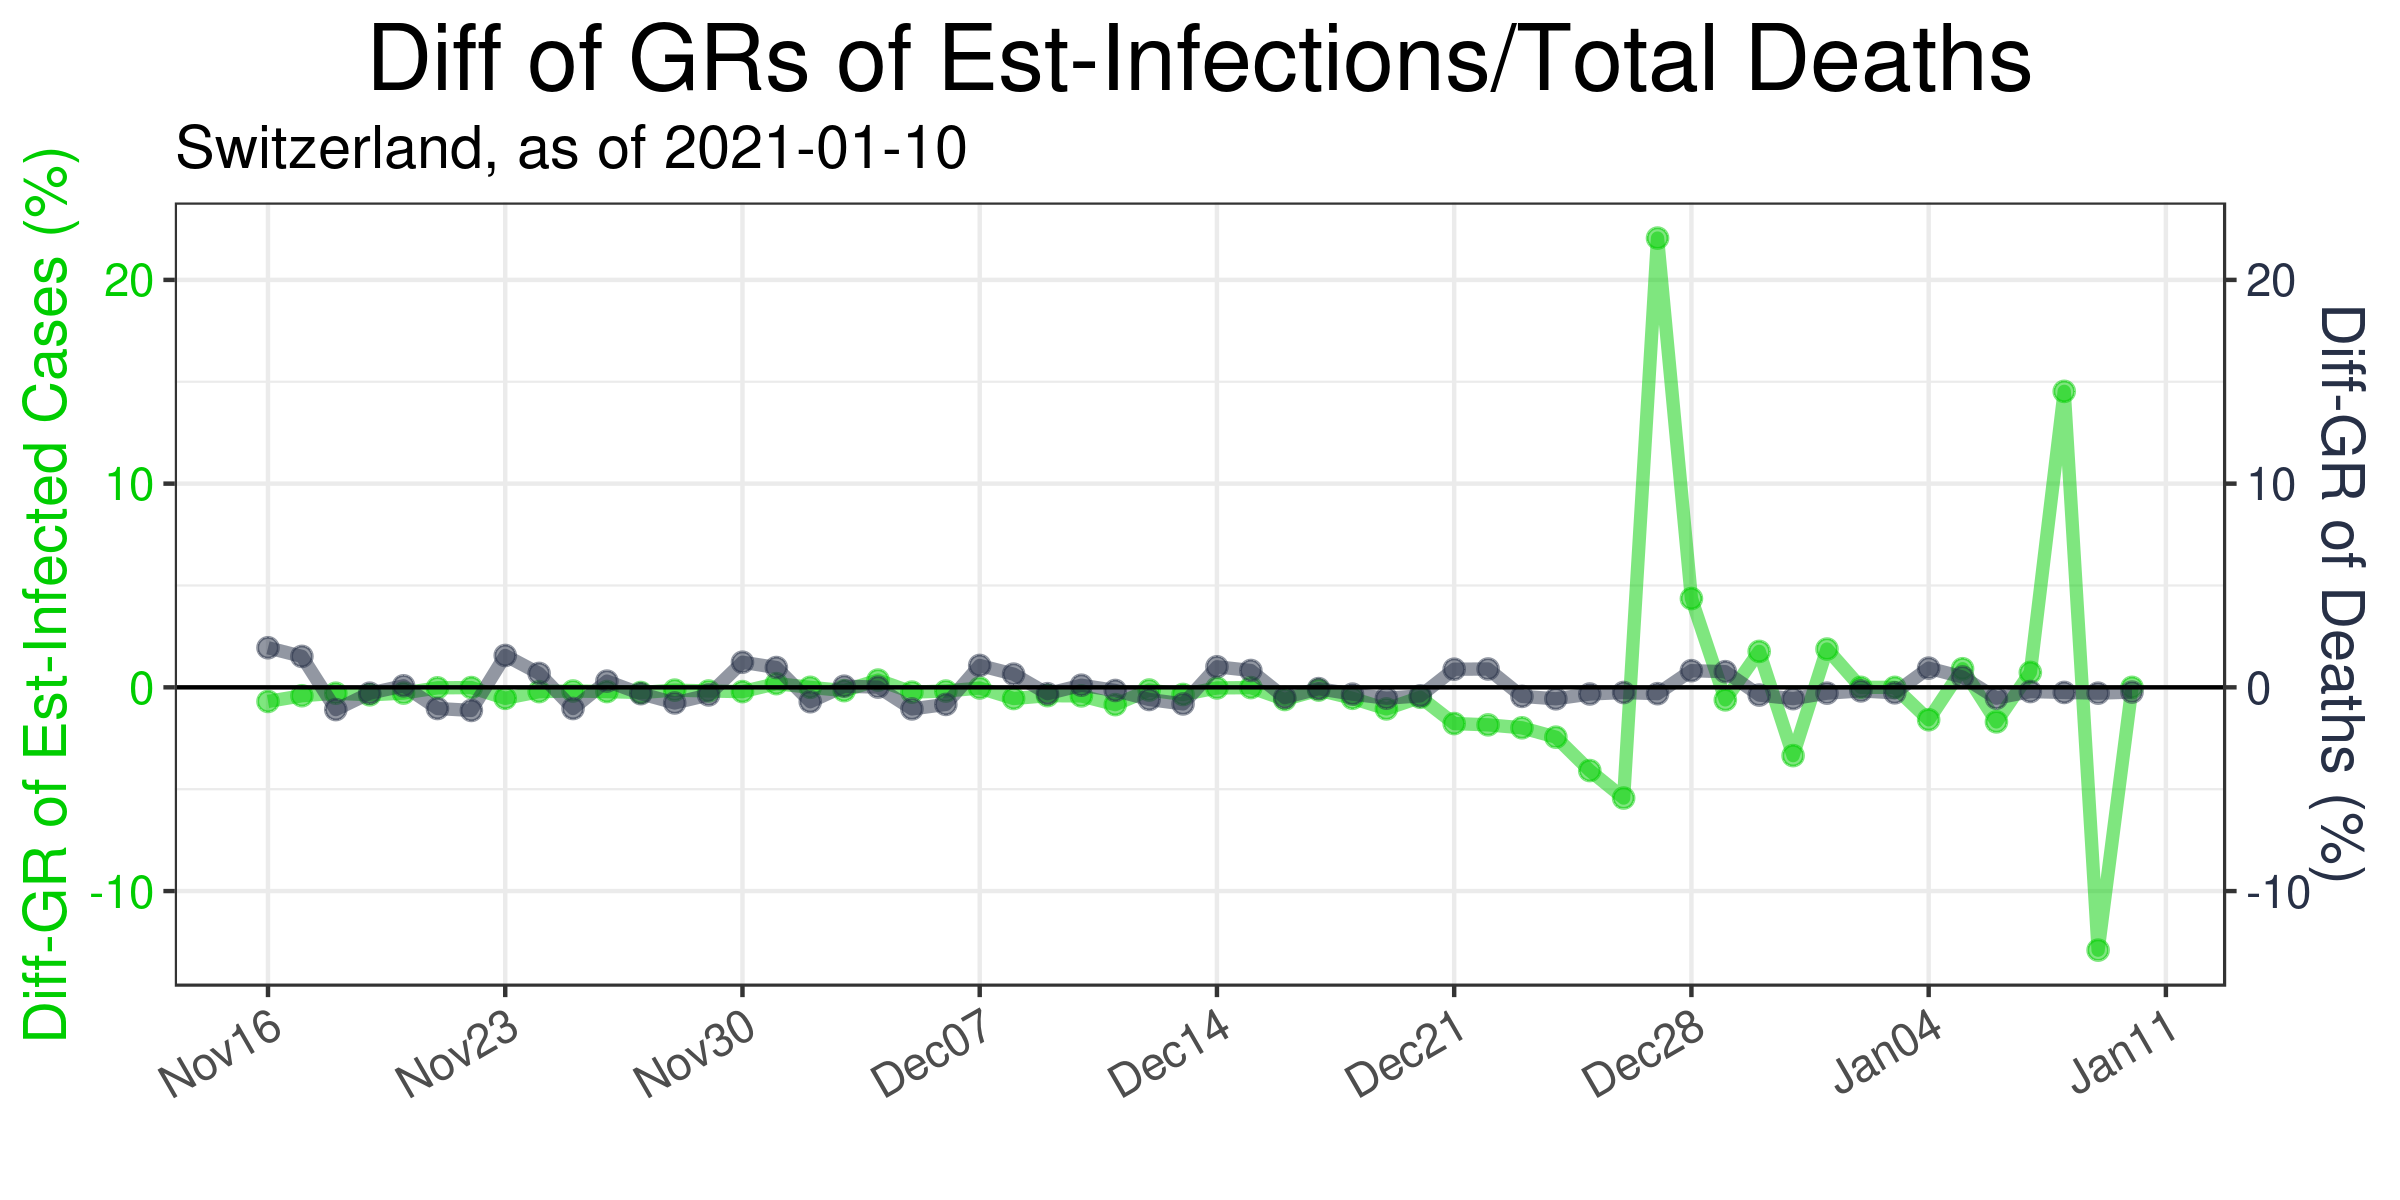 Diff of GRs of Est-Infections/Total Deaths
Switzerland, as of 2021-01-10
Diff-GR of Est-Infected Cases (%)
20
10
0
-10
20
10
0
-10
Diff-GR of Deaths (%)
Nov16
Nov23
Nov30
Dec07
Dec14
Dec21
Dec28
Jan04
Jan11